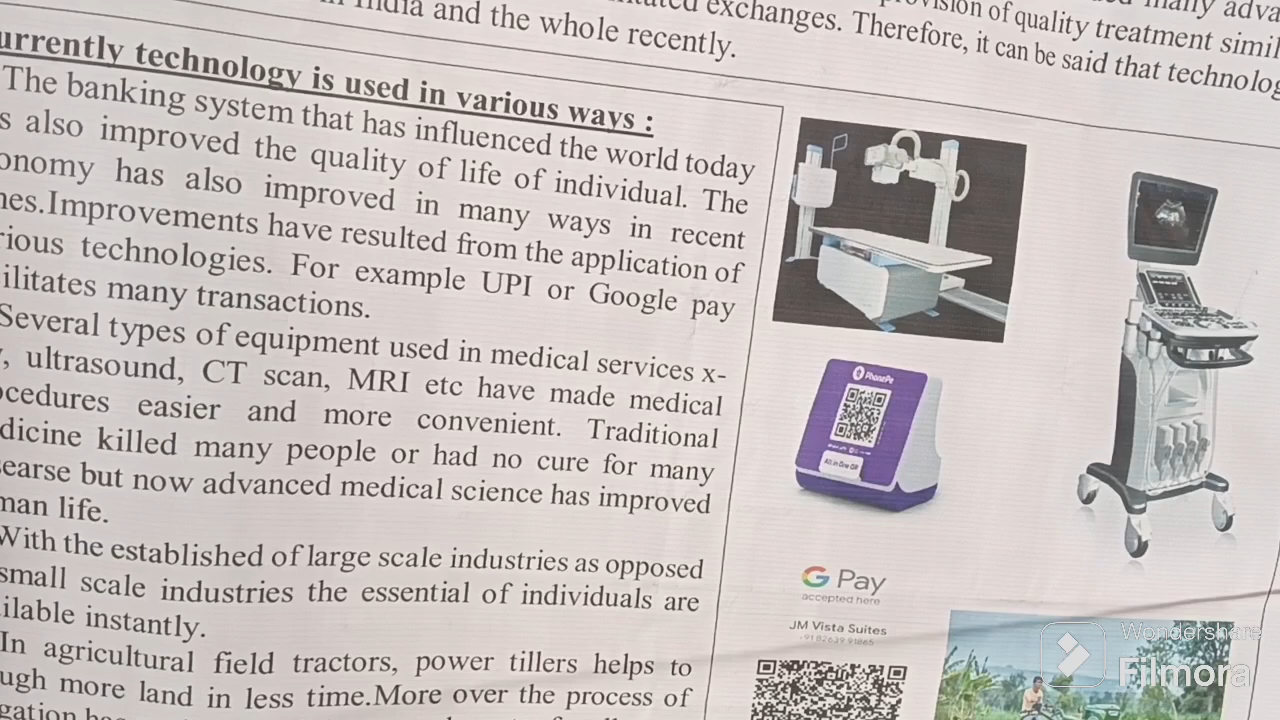 in India and the whole recently.
exchanges. Therefore, it can be said that
provision of quality treatment
many
urrently technology is used in various ways :
The banking system that has influenced the world today
s also improved the quality of life of individual. The
onomy has also improved in many ways in recent
nes.Improvements have resulted from the application of
rious technologies. For example UPI or Google pay
ilitates many transactions.
Several types of equipment used in medical services x-
, ultrasound, CT scan, MRI etc have made medical
ocedures easier and more convenient. Traditional
dicine killed many people or had no cure for many
searse but now advanced medical science has improved
man life.
With the established of large scale industries as opposed
small scale industries the essential of individuals are
ilable instantly.
In agricultural field tractors, power tillers helps to
ugh more land in less time.More over the process of
PhonePe
All in One QR
G Pay
accepted here
JM Vista Suites
Wondershare
Filmora